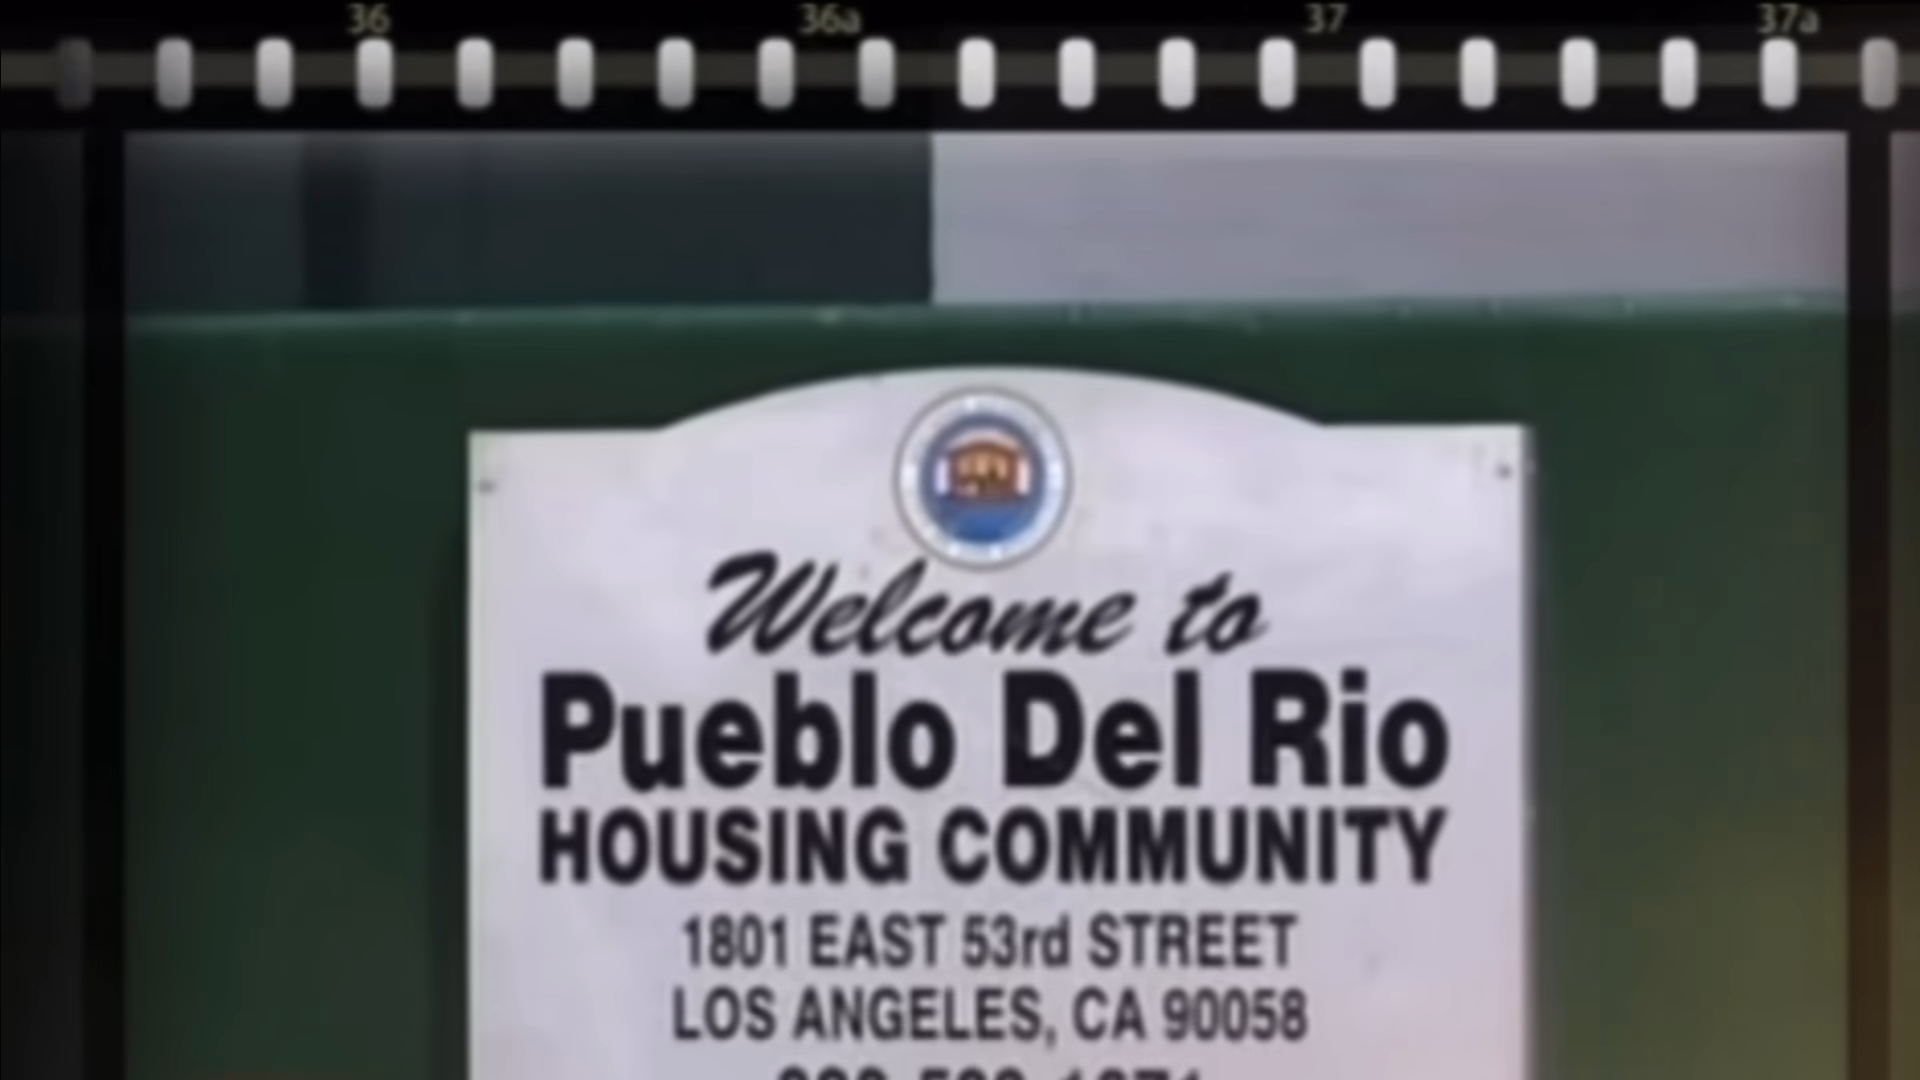 36 36a 37 37a
Welcome to
Pueblo Del Rio
HOUSING COMMUNITY
1801 EAST 53rd STREET
LOS ANGELES, CA 90058